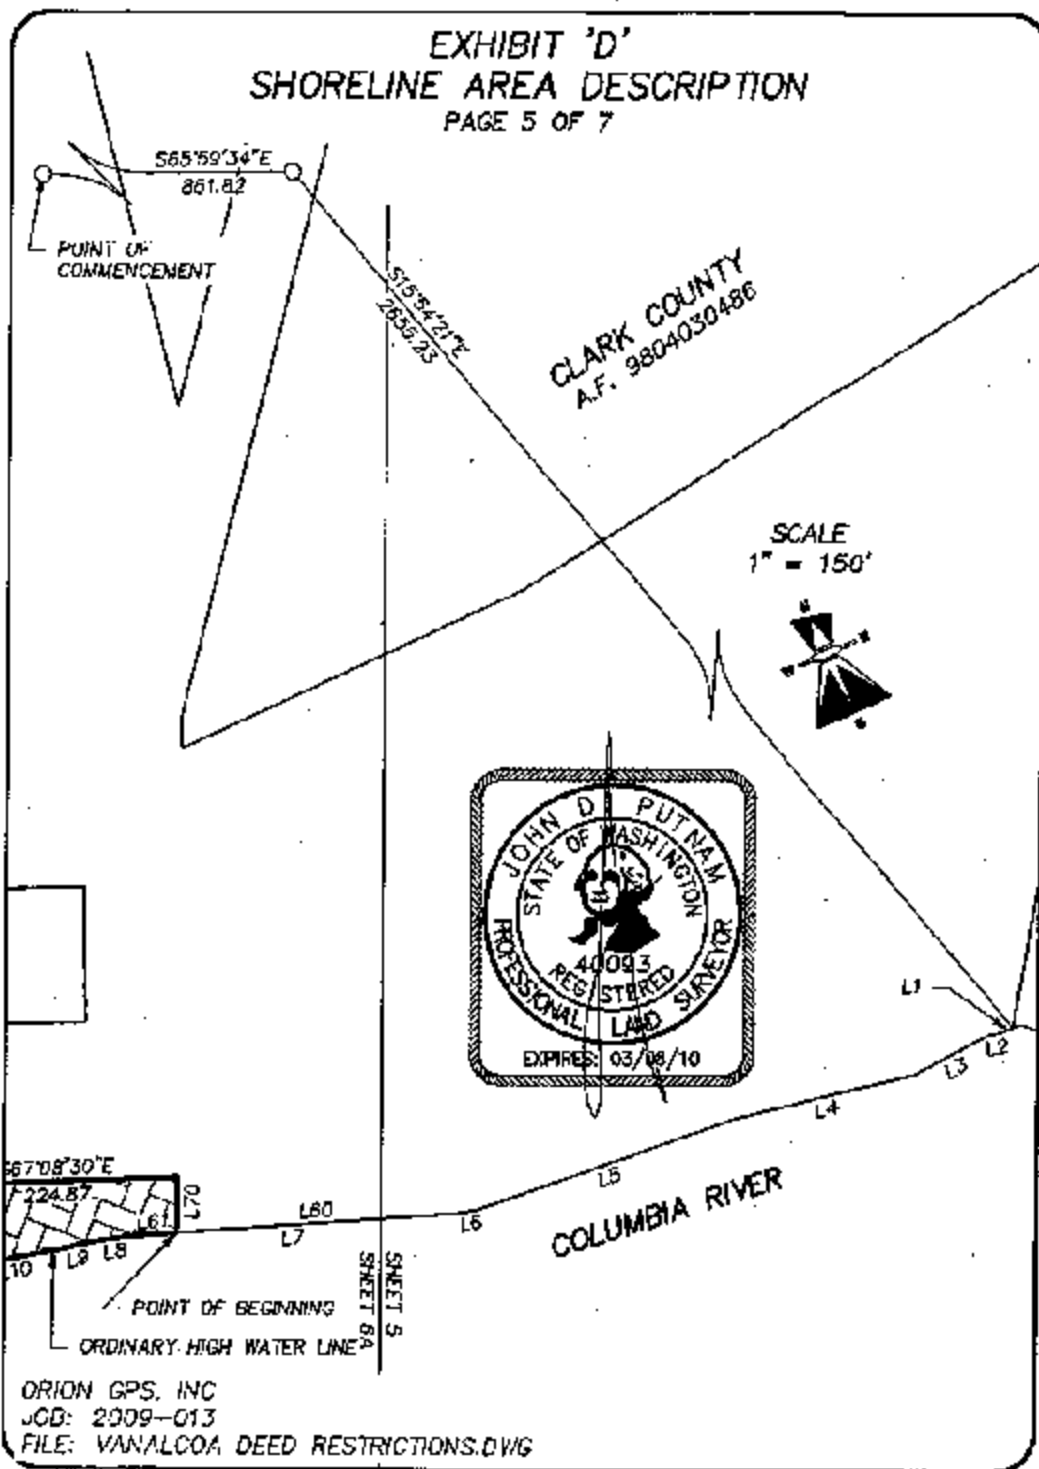 EXHIBIT 'D'
SHORELINE AREA DESCRIPTION
PAGE 5 OF 7
S65°59'34"E
861.82
POINT OF
COMMENCEMENT
S15°54'21"E
CLARK COUNTY
A.F. 9804030486
SCALE
1" = 150'
JOHN D PUTNAM
STATE OF WASHINGTON
40093
REGISTERED
PROFESSIONAL LAND SURVEYOR
EXPIRES: 03/08/10
L1
L2
L3
L4
L5
L6
COLUMBIA RIVER
S67°08'30"E
224.87
L70
L61
L60
L7
L8
L9
L10
SHEET 5
SHEET 6A
POINT OF BEGINNING
ORDINARY HIGH WATER LINE
ORION GPS, INC
JOB: 2009-013
FILE: VANALCOA DEED RESTRICTIONS.DWG